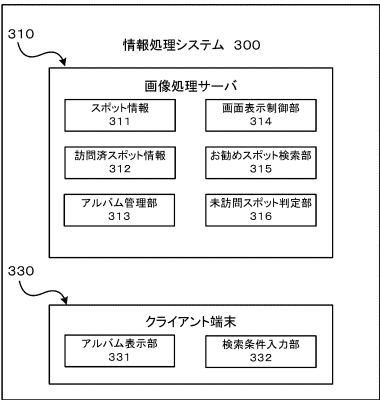 310
情報処理システム 300
画像処理サーバ
スポット情報
311
画面表示制御部
314
訪問済スポット情報
312
お勧めスポット検索部
315
アルバム管理部
313
未訪問スポット判定部
316
330
クライアント端末
アルバム表示部
331
検索条件入力部
332